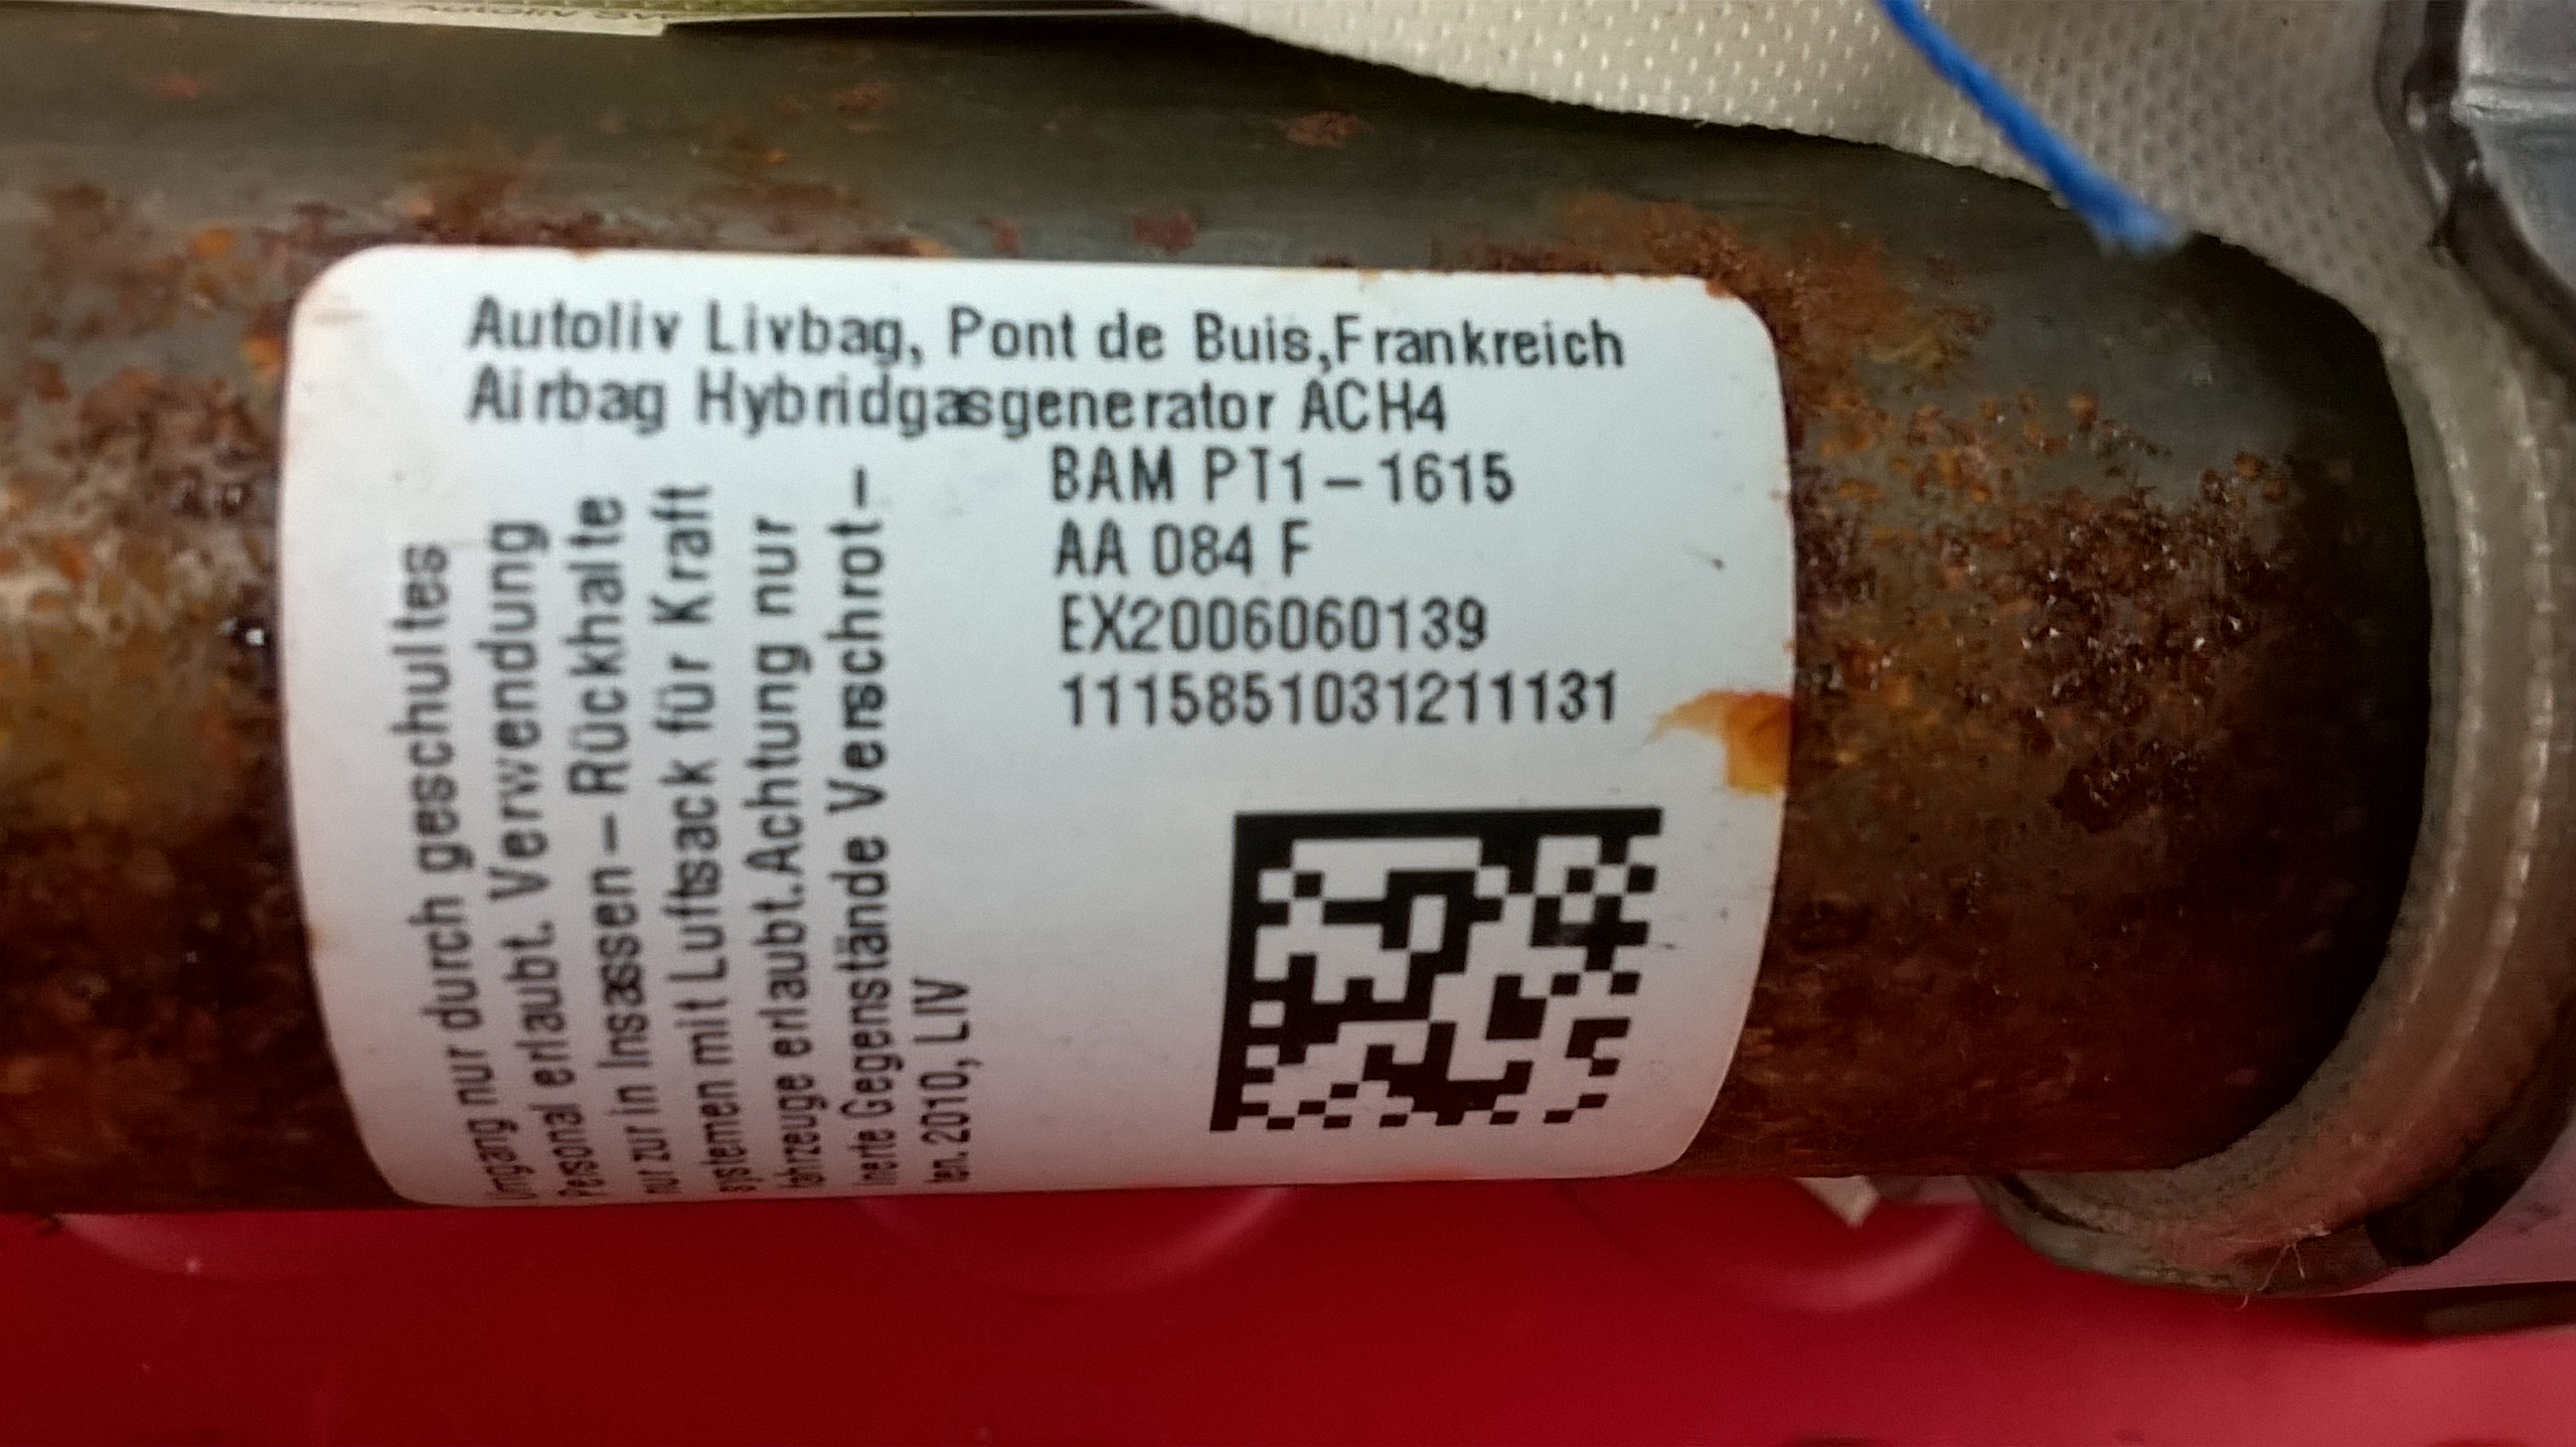 Autoliv Livbag, Pont de Buis,Frankreich
Airbag Hybridgasgenerator ACH4
BAM PT1-1615
AA 084 F
EX2006060139
1115851031211131
Umgang nur durch geschultes
Personal erlaubt. Verwendung
nur zur in Insassen-Rückhalte
systemen mit Luftsack für Kraft
fahrzeuge erlaubt.Achtung nur
inerte Gegenstände Verschrot-
ten. 2010, LIV